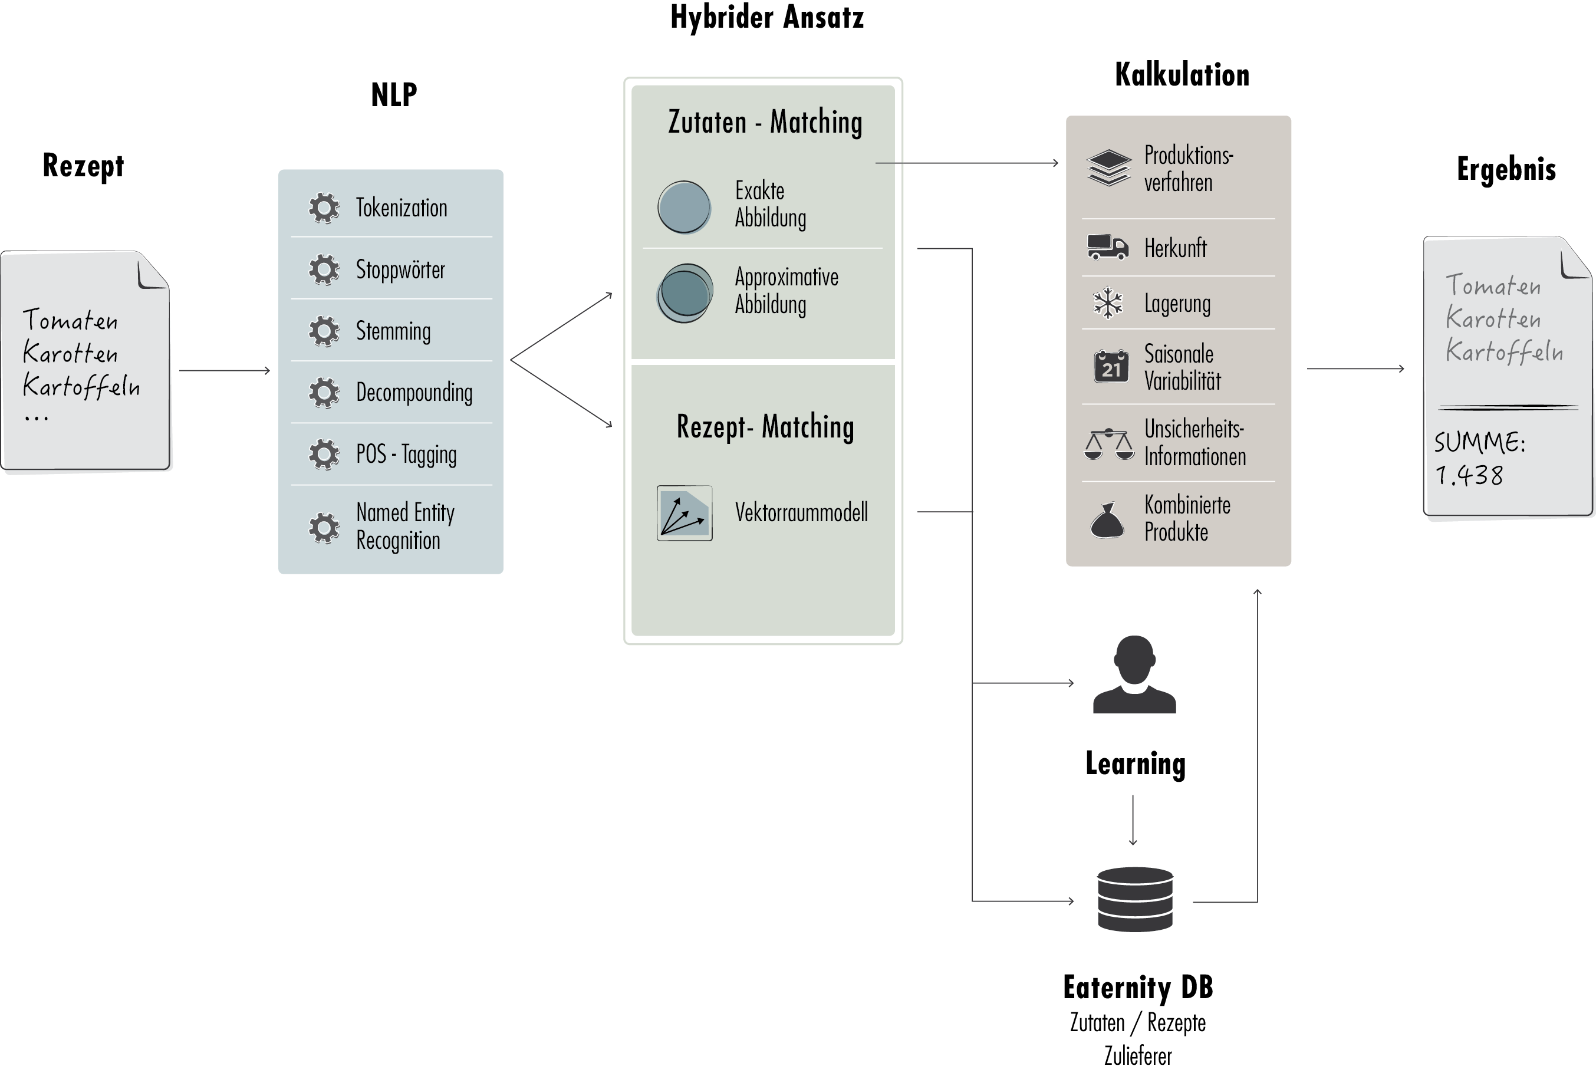 Rezept
Tomaten
Karotten
Kartoffeln
...
NLP
Tokenization
Stoppwörter
Stemming
Decompounding
POS - Tagging
Named Entity
Recognition
Hybrider Ansatz
Zutaten - Matching
Exakte
Abbildung
Approximative
Abbildung
Rezept- Matching
Vektorraummodell
Kalkulation
Produktions-
verfahren
Herkunft
Lagerung
21
Saisonale
Variabilität
Unsicherheits-
Informationen
Kombinierte
Produkte
Learning
Eaternity DB
Zutaten / Rezepte
Zulieferer
Ergebnis
Tomaten
Karotten
Kartoffeln
SUMME:
1.438